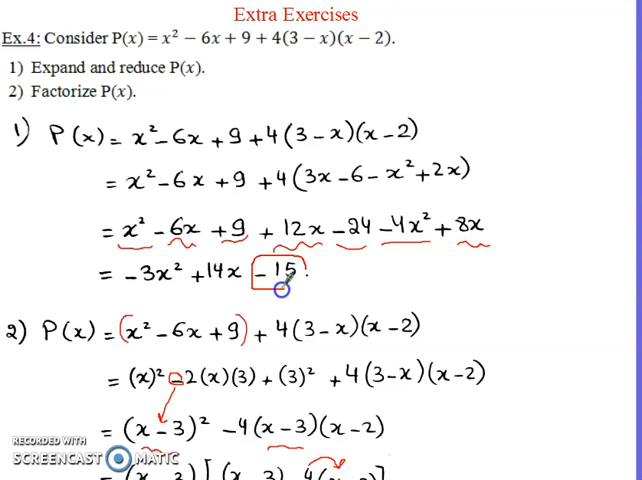 Extra Exercises
Ex.4: Consider P(x) = x² − 6x + 9 + 4(3 − x)(x − 2).
1) Expand and reduce P(x).
2) Factorize P(x).
1) P(x) = x² − 6x + 9 + 4(3 − x)(x − 2)
= x² − 6x + 9 + 4(3x − 6 − x² + 2x)
= x² − 6x + 9 + 12x − 24 − 4x² + 8x
= −3x² + 14x − 15.
2) P(x) = (x² − 6x + 9) + 4(3 − x)(x − 2)
= (x)² − 2(x)(3) + (3)² + 4(3 − x)(x − 2)
= (x − 3)² − 4(x − 3)(x − 2)
RECORDED WITH
SCREENCAST MATIC